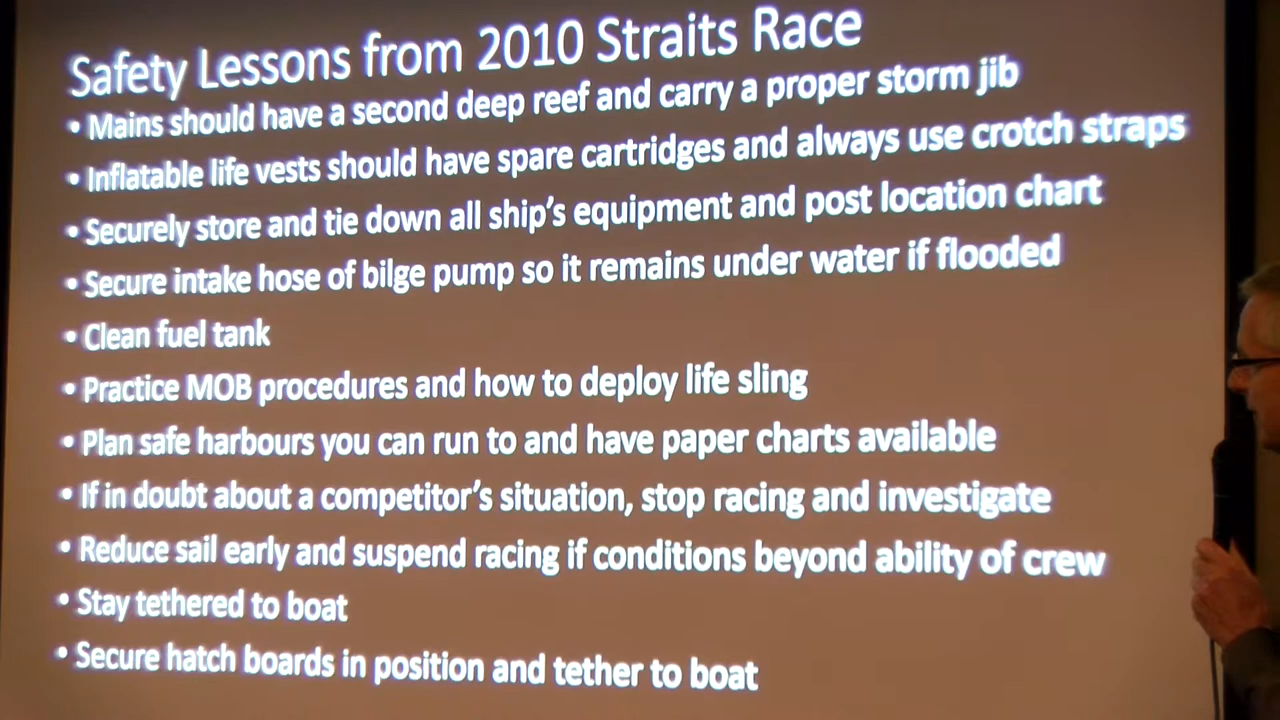 Safety Lessons from 2010 Straits Race
• Mains should have a second deep reef and carry a proper storm jib
• Inflatable life vests should have spare cartridges and always use crotch straps
• Securely store and tie down all ship's equipment and post location chart
• Secure intake hose of bilge pump so it remains under water if flooded
• Clean fuel tank
• Practice MOB procedures and how to deploy life sling
• Plan safe harbours you can run to and have paper charts available
• If in doubt about a competitor's situation, stop racing and investigate
• Reduce sail early and suspend racing if conditions beyond ability of crew
• Stay tethered to boat
• Secure hatch boards in position and tether to boat